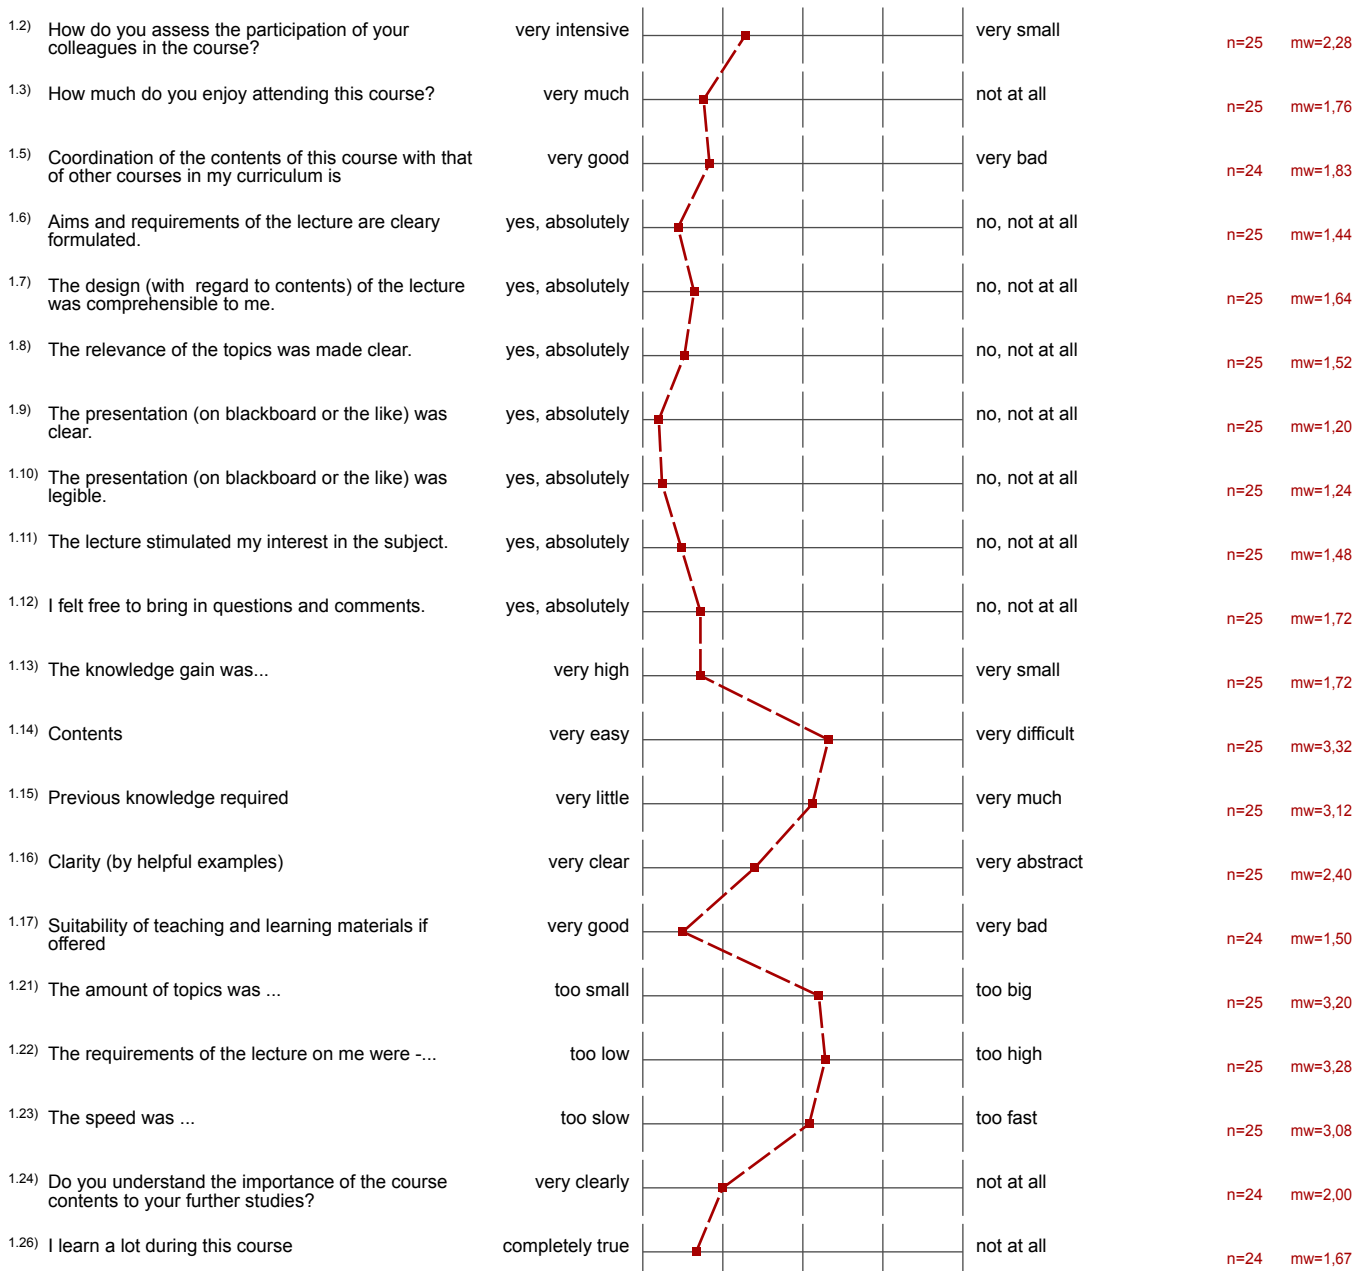 1.2) How do you assess the participation of your
colleagues in the course?
very intensive very small n=25 mw=2,28
1.3) How much do you enjoy attending this course? very much not at all n=25 mw=1,76
1.5) Coordination of the contents of this course with that
of other courses in my curriculum is
very good very bad n=24 mw=1,83
1.6) Aims and requirements of the lecture are cleary
formulated.
yes, absolutely no, not at all n=25 mw=1,44
1.7) The design (with regard to contents) of the lecture
was comprehensible to me.
yes, absolutely no, not at all n=25 mw=1,64
1.8) The relevance of the topics was made clear. yes, absolutely no, not at all n=25 mw=1,52
1.9) The presentation (on blackboard or the like) was
clear.
yes, absolutely no, not at all n=25 mw=1,20
1.10) The presentation (on blackboard or the like) was
legible.
yes, absolutely no, not at all n=25 mw=1,24
1.11) The lecture stimulated my interest in the subject. yes, absolutely no, not at all n=25 mw=1,48
1.12) I felt free to bring in questions and comments. yes, absolutely no, not at all n=25 mw=1,72
1.13) The knowledge gain was... very high very small n=25 mw=1,72
1.14) Contents very easy very difficult n=25 mw=3,32
1.15) Previous knowledge required very little very much n=25 mw=3,12
1.16) Clarity (by helpful examples) very clear very abstract n=25 mw=2,40
1.17) Suitability of teaching and learning materials if
offered
very good very bad n=24 mw=1,50
1.21) The amount of topics was ... too small too big n=25 mw=3,20
1.22) The requirements of the lecture on me were -... too low too high n=25 mw=3,28
1.23) The speed was ... too slow too fast n=25 mw=3,08
1.24) Do you understand the importance of the course
contents to your further studies?
very clearly not at all n=24 mw=2,00
1.26) I learn a lot during this course completely true not at all n=24 mw=1,67